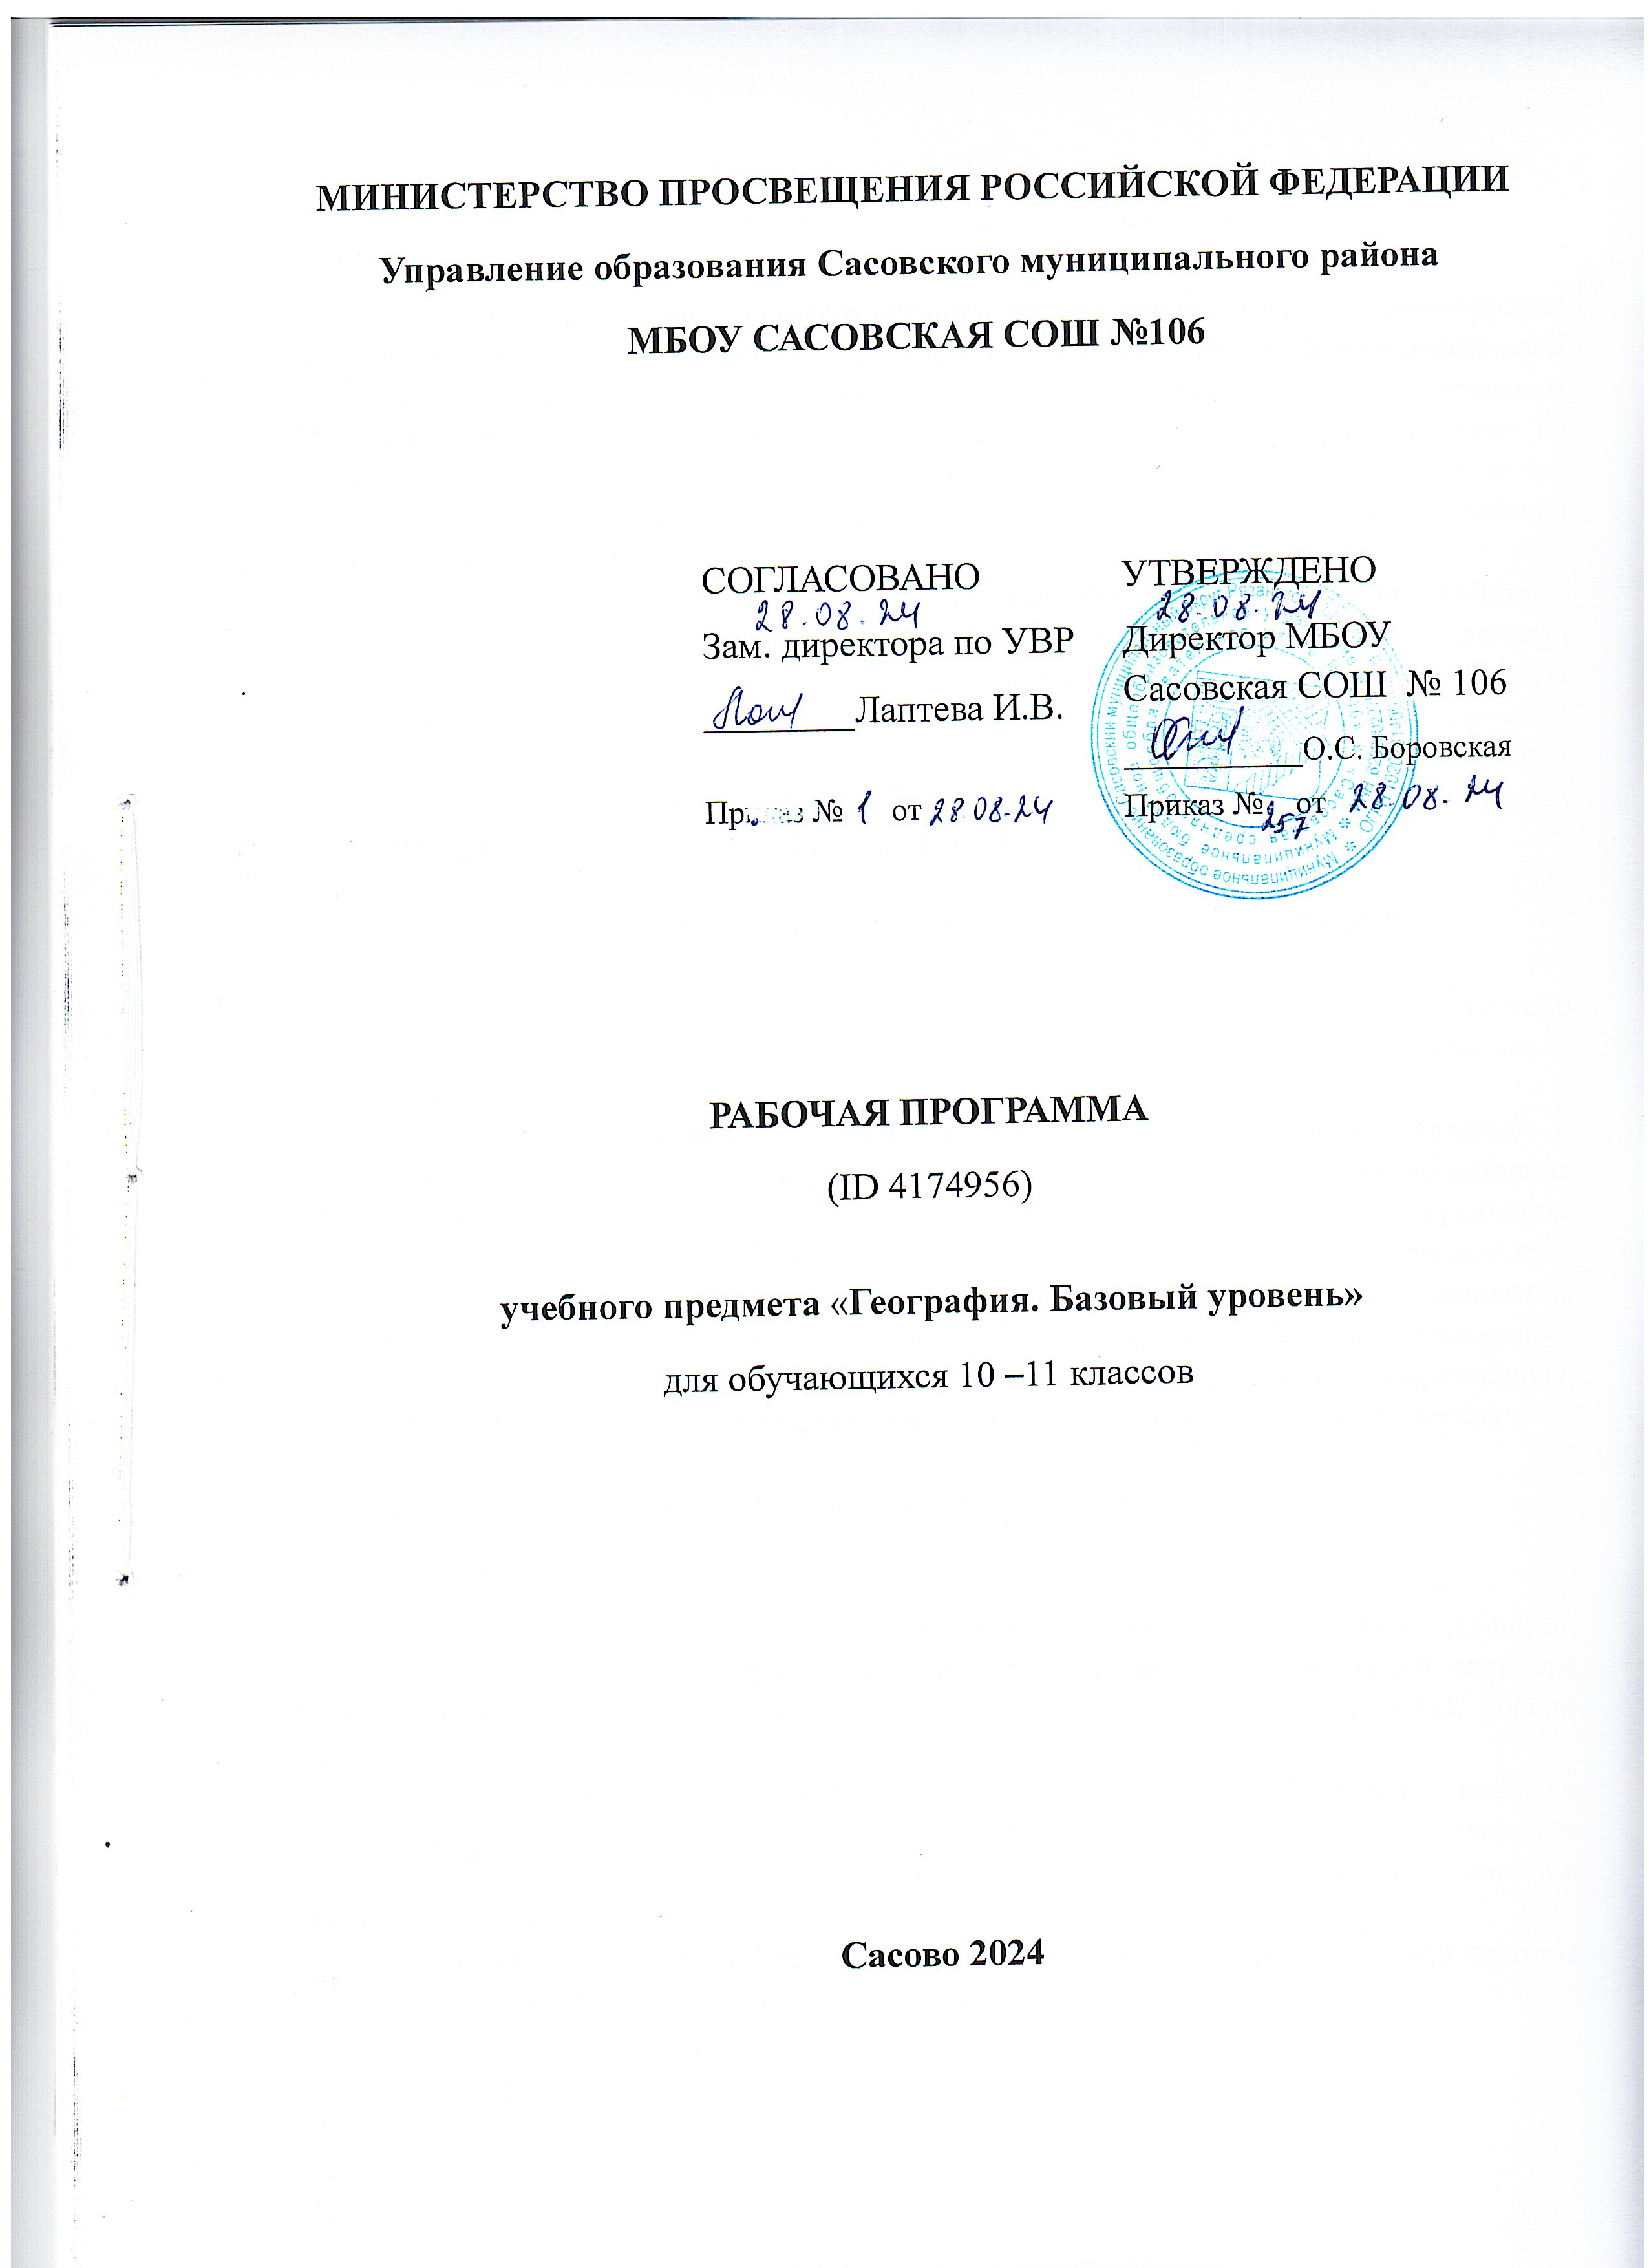 МИНИСТЕРСТВО ПРОСВЕЩЕНИЯ РОССИЙСКОЙ ФЕДЕРАЦИИ
Управление образования Сасовского муниципального района
МБОУ САСОВСКАЯ СОШ №106
СОГЛАСОВАНО
28.08.24
Зам. директора по УВР
Лаптева И.В.
№ 1 от 28.08.24
УТВЕРЖДЕНО
28.08.24
Директор МБОУ
Сасовская СОШ № 106
О.С. Боровская
Приказ № 257 от 28.08.24
РАБОЧАЯ ПРОГРАММА
(ID 4174956)
учебного предмета «География. Базовый уровень»
для обучающихся 10 –11 классов
Сасово 2024